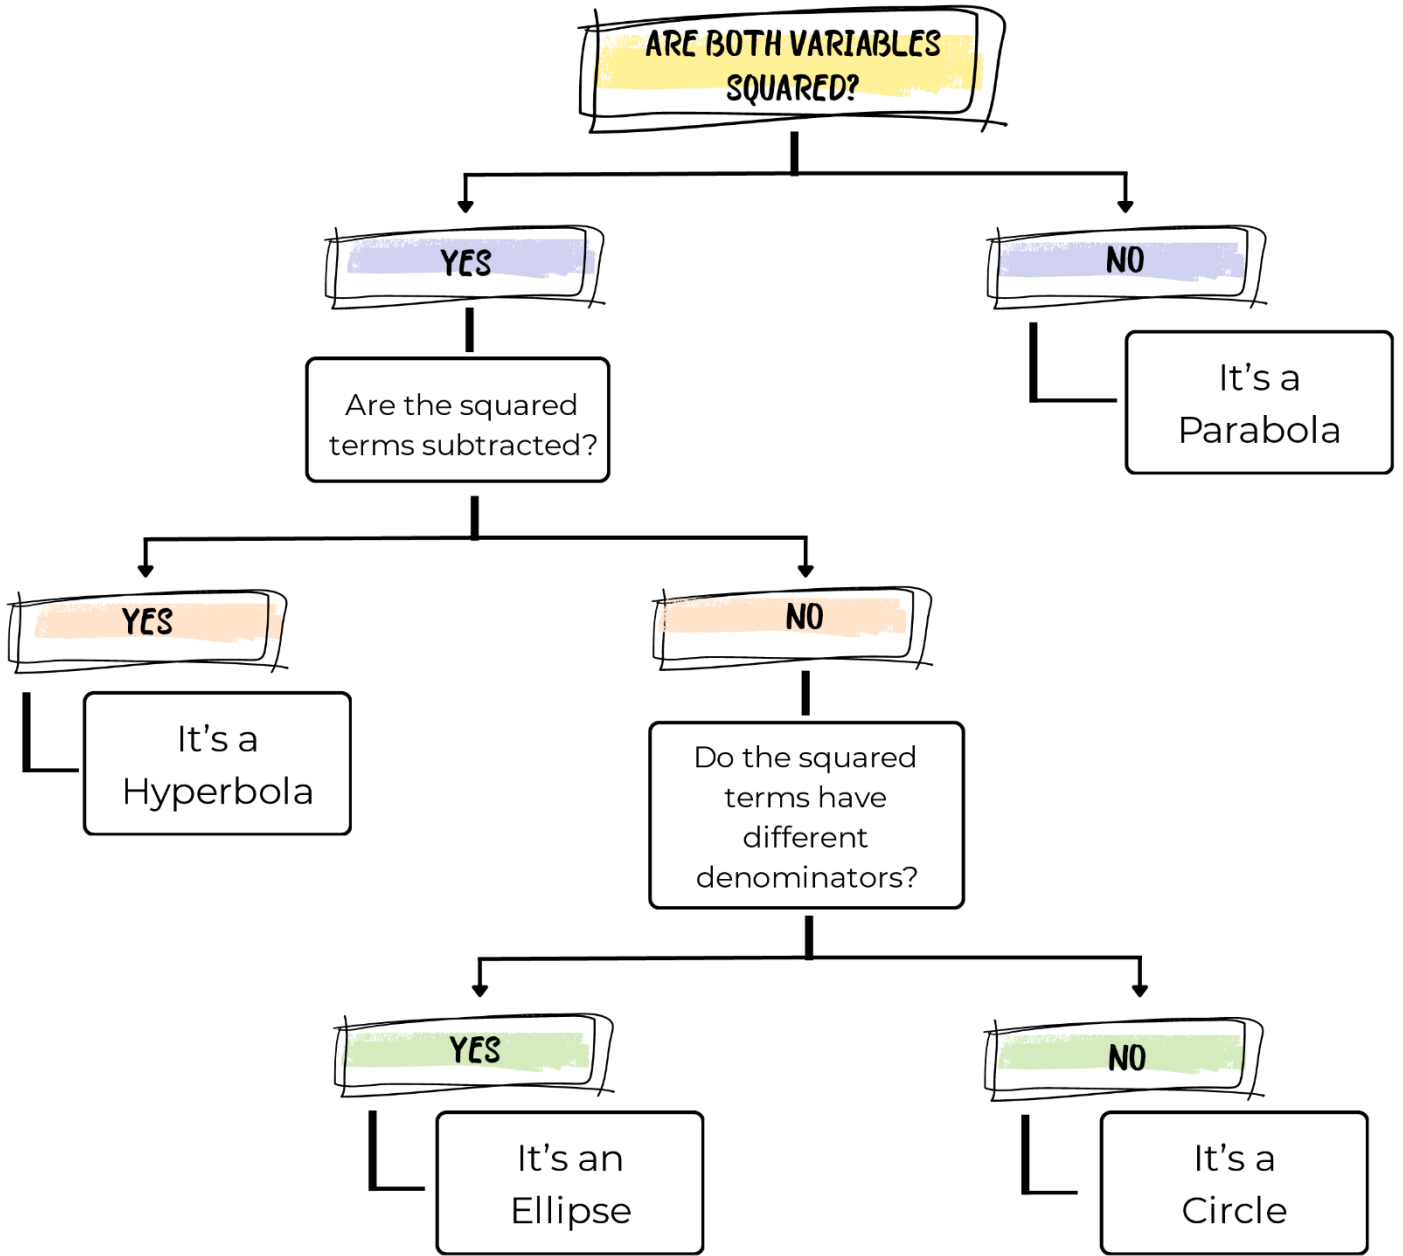 ARE BOTH VARIABLES
SQUARED?
YES
NO
Are the squared
terms subtracted?
It's a
Parabola
YES
NO
It's a
Hyperbola
Do the squared
terms have
different
denominators?
YES
NO
It's an
Ellipse
It's a
Circle